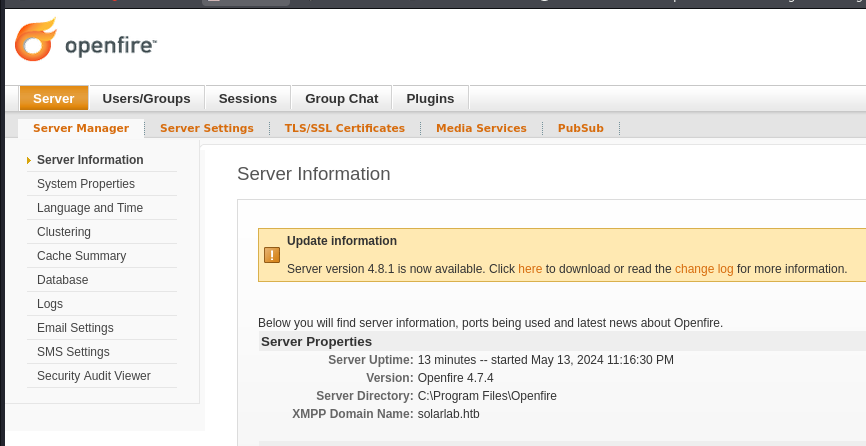 openfire™
Server Users/Groups Sessions Group Chat Plugins
Server Manager Server Settings TLS/SSL Certificates Media Services PubSub
Server Information
System Properties
Language and Time
Clustering
Cache Summary
Database
Logs
Email Settings
SMS Settings
Security Audit Viewer
Server Information
Update information
Server version 4.8.1 is now available. Click here to download or read the change log for more information.
Below you will find server information, ports being used and latest news about Openfire.
Server Properties
Server Uptime: 13 minutes -- started May 13, 2024 11:16:30 PM
Version: Openfire 4.7.4
Server Directory: C:\Program Files\Openfire
XMPP Domain Name: solarlab.htb